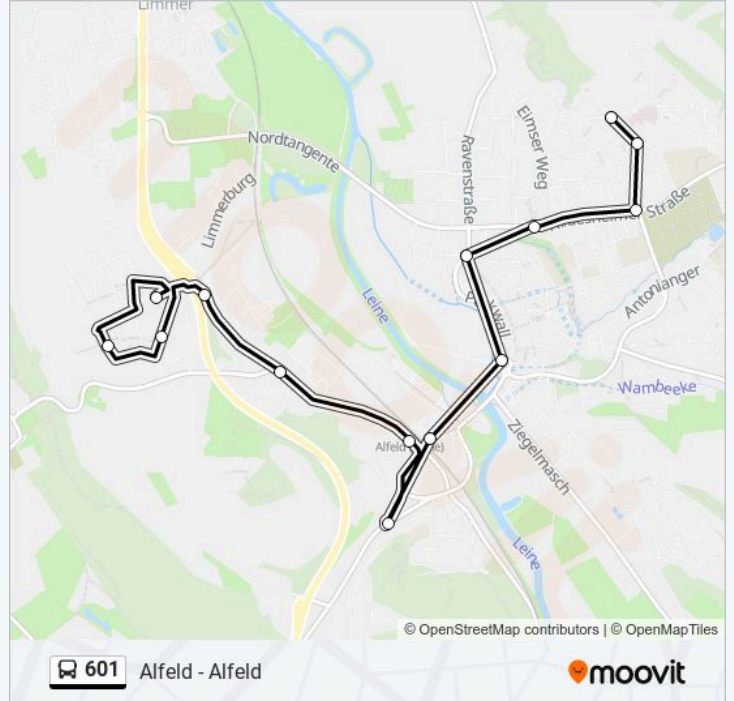 Limmer
Nordtangente
Eimser Weg
Ravenstraße
Limmerburg
Straße
Antonianger
Leine
Wambeeke
Ziegelmasch
Alfeld
Leine
© OpenStreetMap contributors | © OpenMapTiles
601 Alfeld - Alfeld
moovit